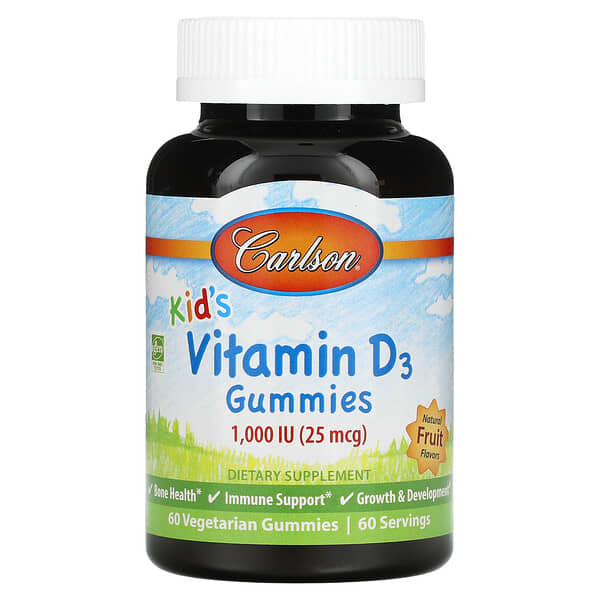 Carlson®
Kid's
Vitamin D3
Gummies
1,000 IU (25 mcg)
Natural
Fruit
Flavors
DIETARY SUPPLEMENT
✓ Bone Health* ✓ Immune Support* ✓ Growth & Development*
60 Vegetarian Gummies | 60 Servings